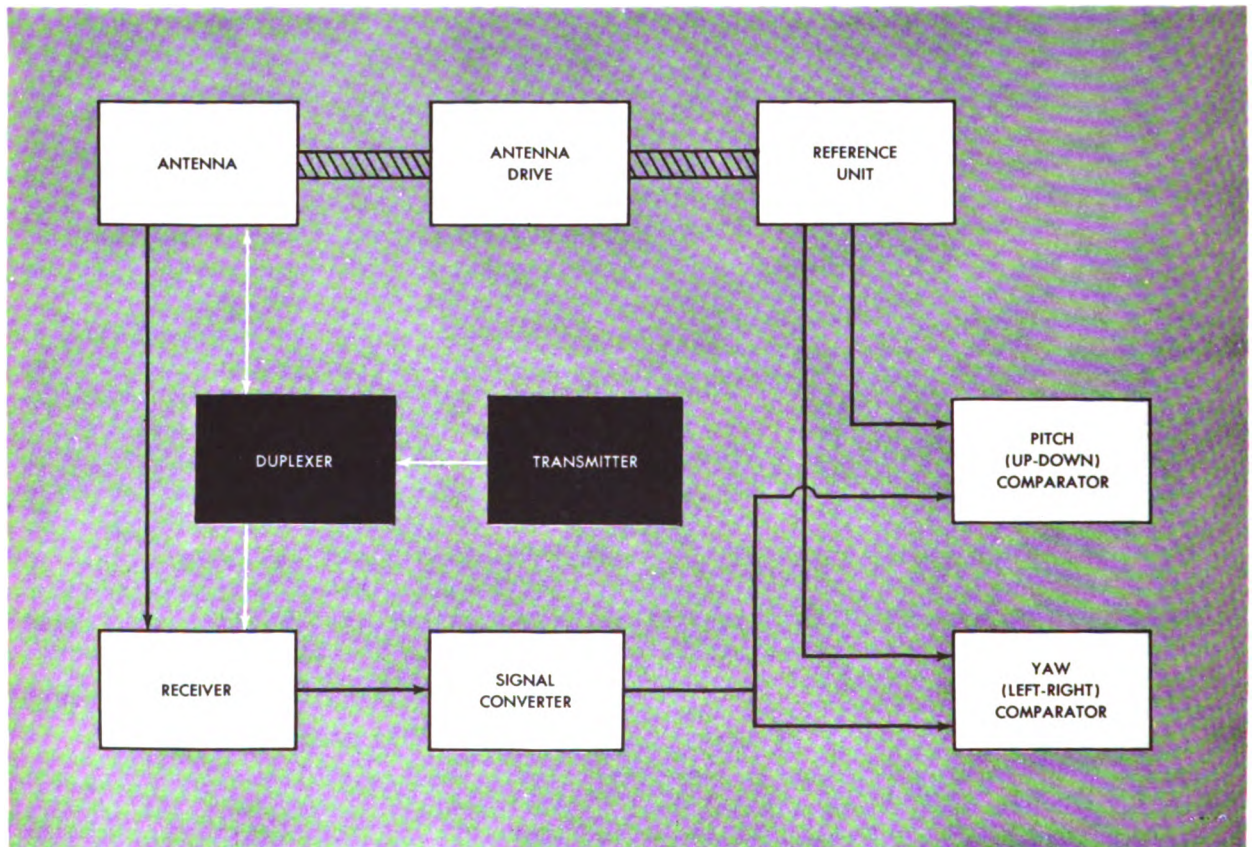 ANTENNA
ANTENNA
DRIVE
REFERENCE
UNIT
DUPLEXER
TRANSMITTER
PITCH
(UP-DOWN)
COMPARATOR
RECEIVER
SIGNAL
CONVERTER
YAW
(LEFT-RIGHT)
COMPARATOR